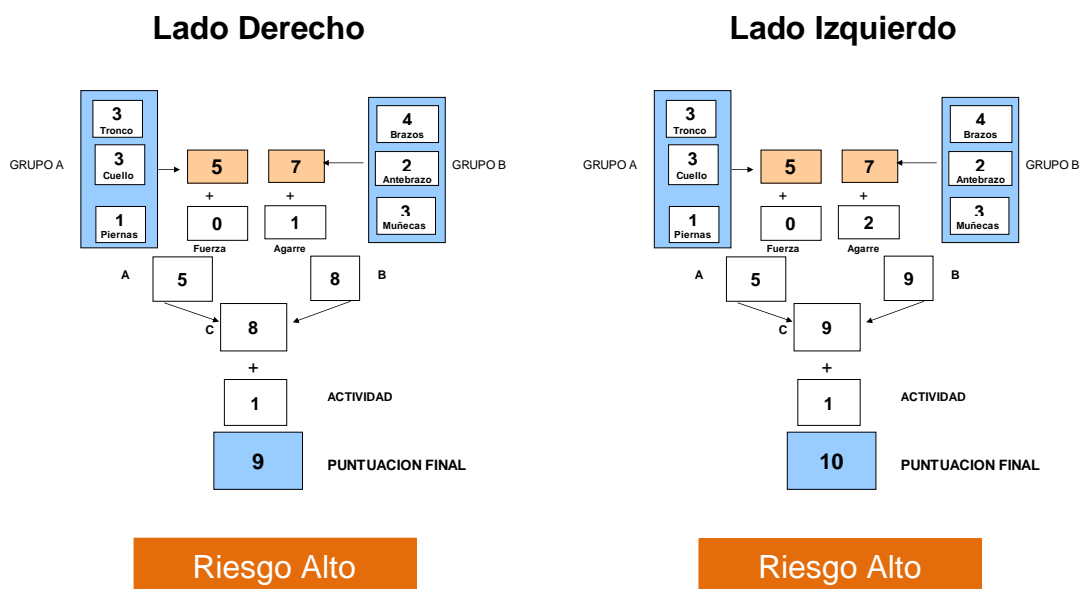 Lado Derecho
3
Tronco
4
Brazos
GRUPO A
3
Cuello
5
7
2
Antebrazo
GRUPO B
+
+
1
Piernas
0
1
3
Muñecas
Fuerza
Agarre
A
5
8
B
C
8
+
1
ACTIVIDAD
9
PUNTUACION FINAL
Riesgo Alto
Lado Izquierdo
3
Tronco
4
Brazos
GRUPO A
3
Cuello
5
7
2
Antebrazo
GRUPO B
+
+
1
Piernas
0
2
3
Muñecas
Fuerza
Agarre
A
5
9
B
C
9
+
1
ACTIVIDAD
10
PUNTUACION FINAL
Riesgo Alto